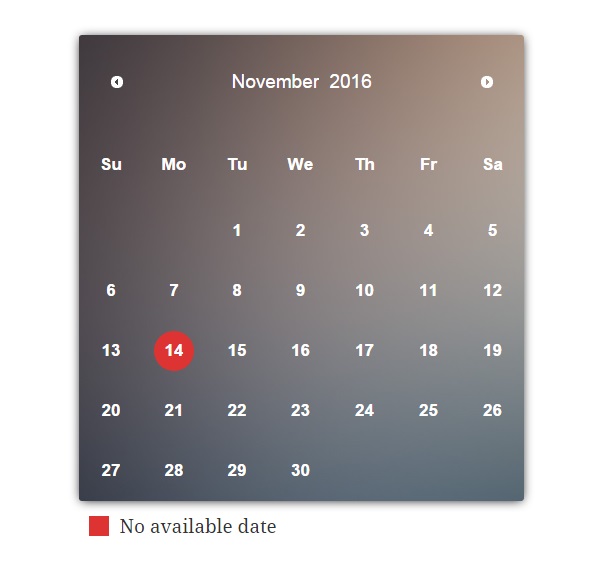 November 2016
Su Mo Tu We Th Fr Sa
1 2 3 4 5
6 7 8 9 10 11 12
13 14 15 16 17 18 19
20 21 22 23 24 25 26
27 28 29 30
No available date